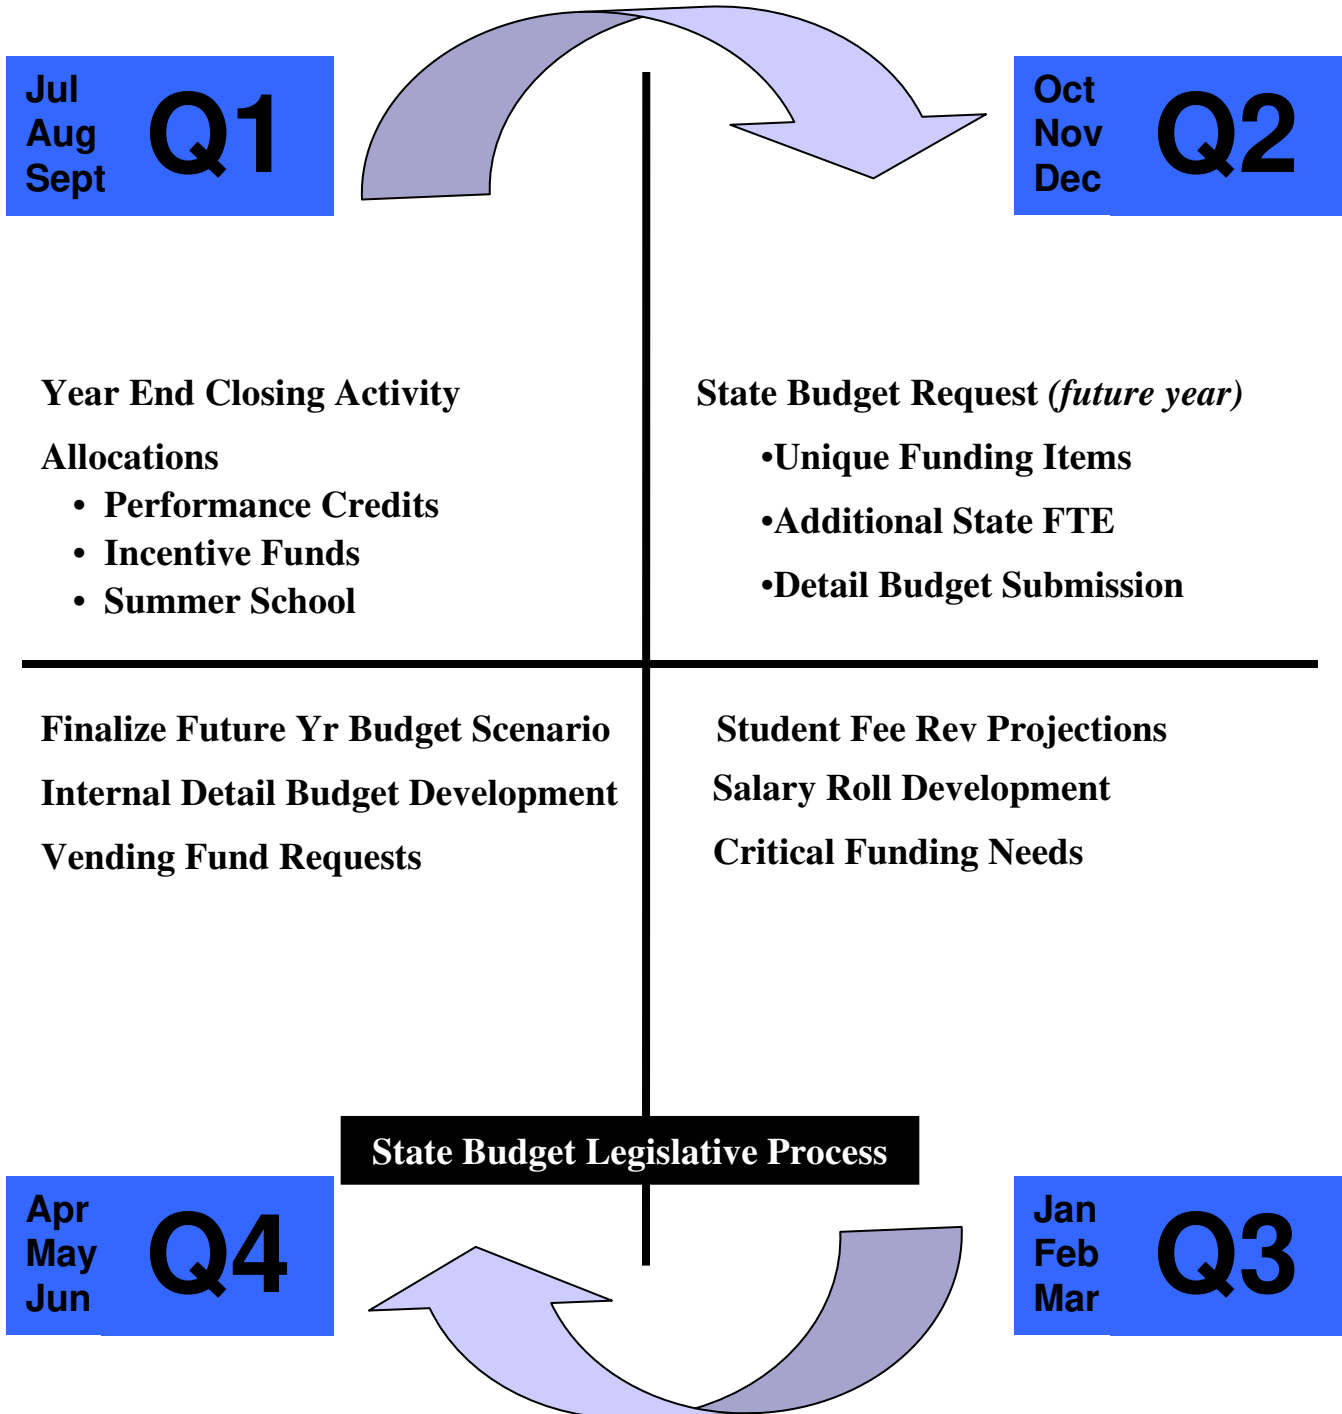 Jul
Aug
Sept
Q1
Oct
Nov
Dec
Q2
Year End Closing Activity
Allocations
• Performance Credits
• Incentive Funds
• Summer School
State Budget Request (future year)
•Unique Funding Items
•Additional State FTE
•Detail Budget Submission
Finalize Future Yr Budget Scenario
Internal Detail Budget Development
Vending Fund Requests
Student Fee Rev Projections
Salary Roll Development
Critical Funding Needs
State Budget Legislative Process
Apr
May
Jun
Q4
Jan
Feb
Mar
Q3